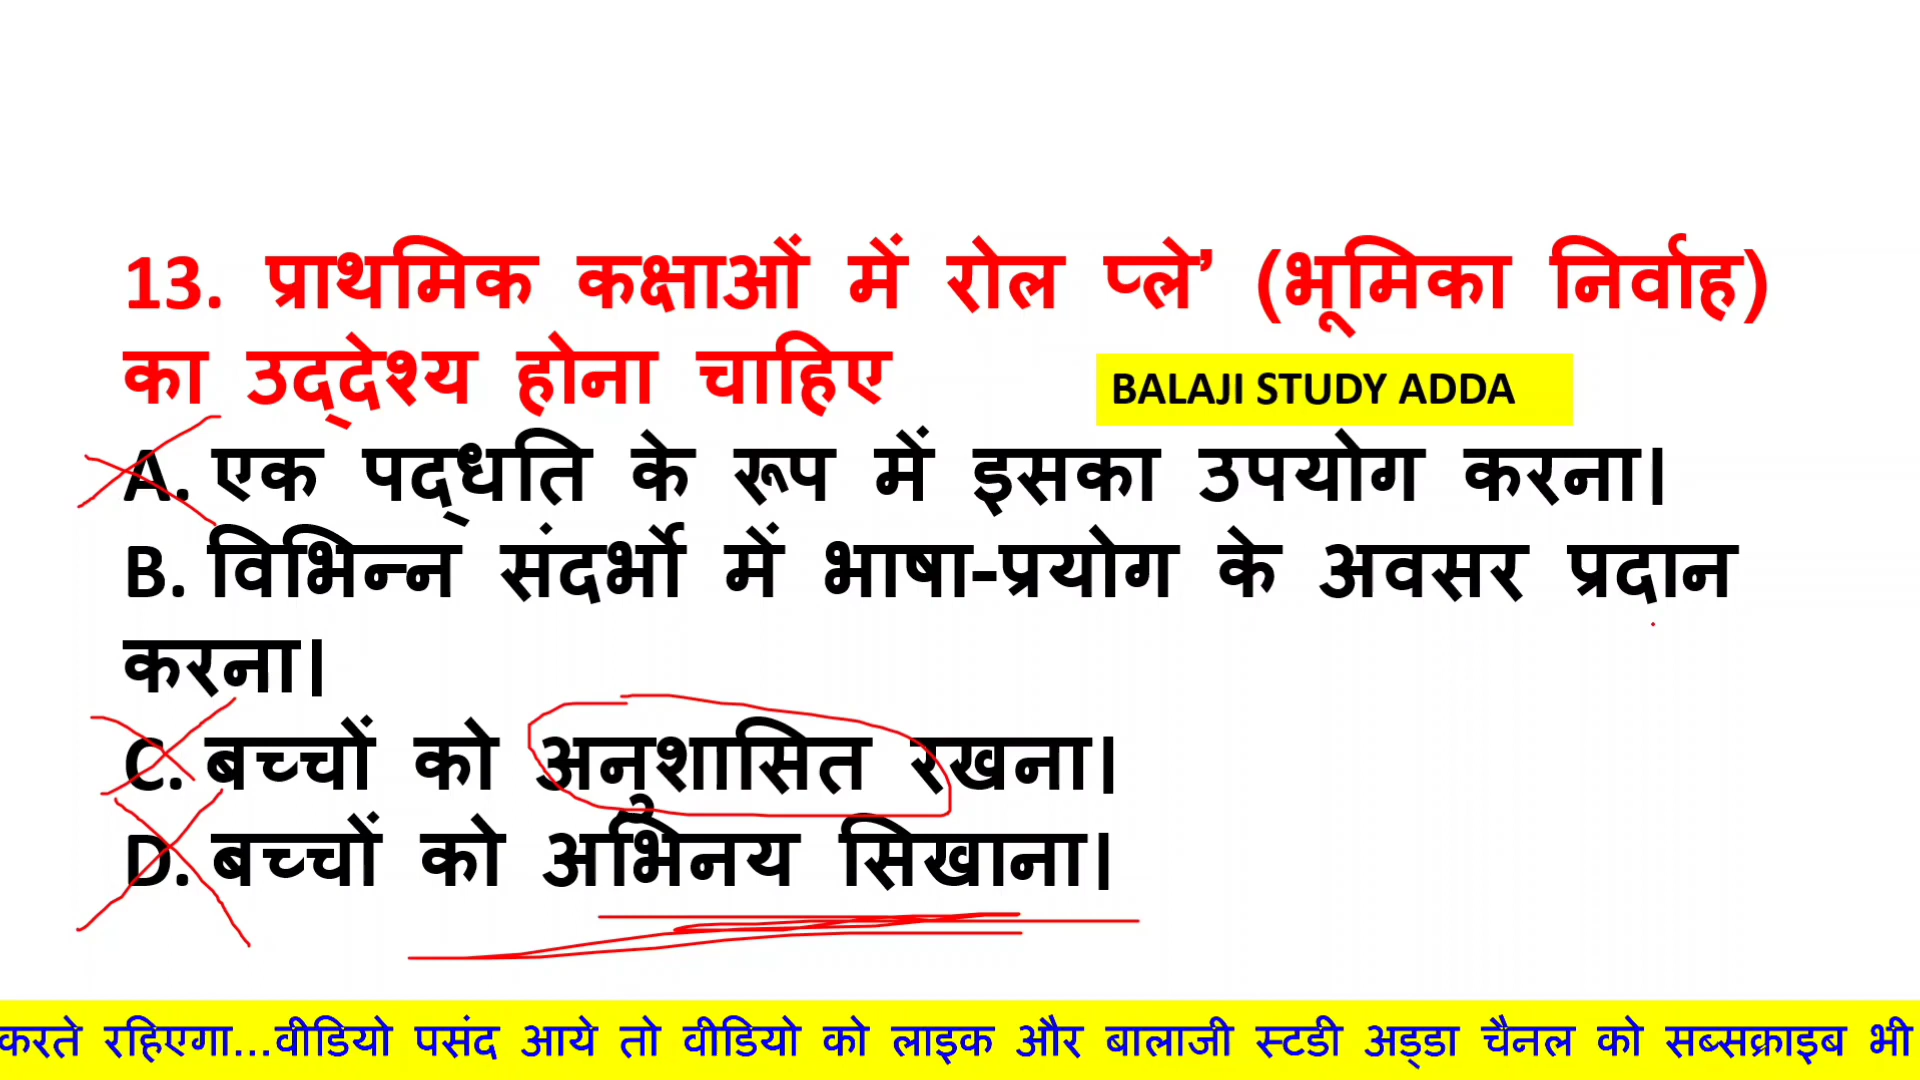 13. प्राथमिक कक्षाओं में रोल प्ले’ (भूमिका निर्वाह)
का उद्देश्य होना चाहिए
BALAJI STUDY ADDA
A. एक पद्धति के रूप में इसका उपयोग करना।
B. विभिन्न संदर्भो में भाषा-प्रयोग के अवसर प्रदान
करना।
C. बच्चों को अनुशासित रखना।
D. बच्चों को अभिनय सिखाना।
करते रहिएगा...वीडियो पसंद आये तो वीडियो को लाइक और बालाजी स्टडी अड्डा चैनल को सब्सक्राइब भी